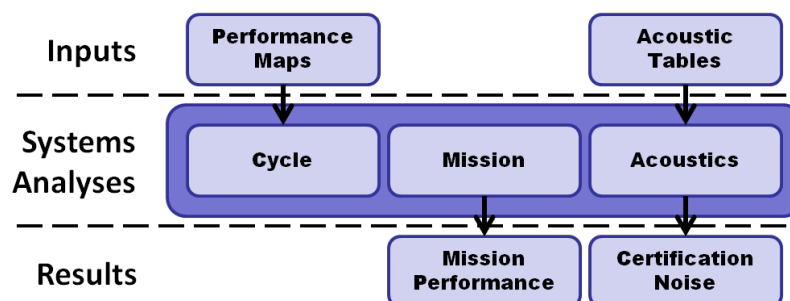 Inputs
Performance
Maps
Acoustic
Tables
Systems
Analyses
Cycle
Mission
Acoustics
Results
Mission
Performance
Certification
Noise